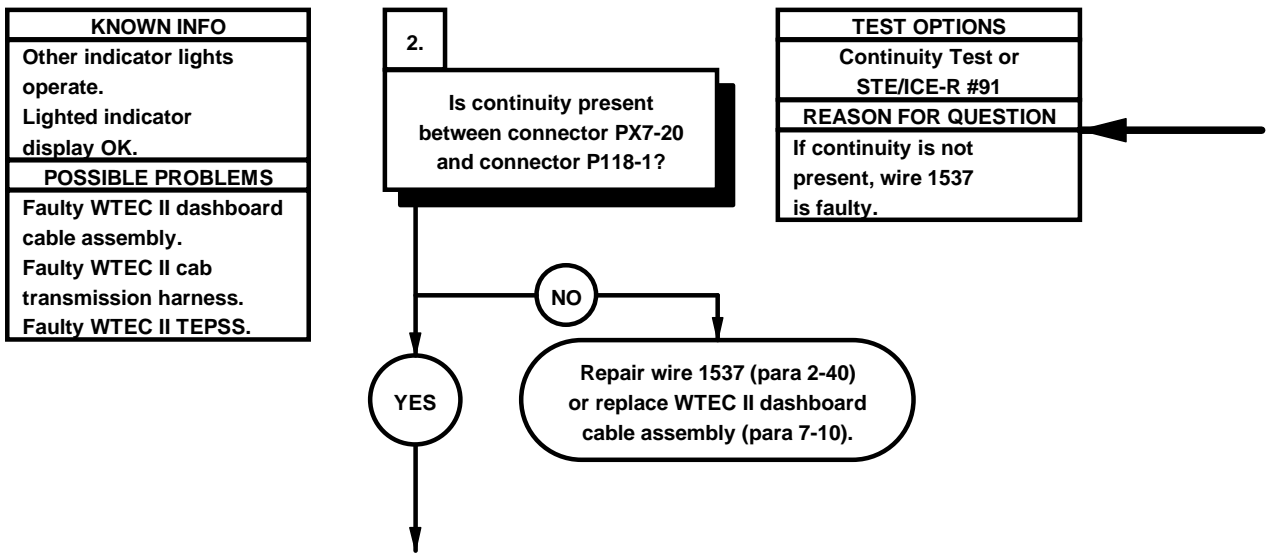 KNOWN INFO
Other indicator lights
operate.
Lighted indicator
display OK.
POSSIBLE PROBLEMS
Faulty WTEC II dashboard
cable assembly.
Faulty WTEC II cab
transmission harness.
Faulty WTEC II TEPSS.
2.
Is continuity present
between connector PX7-20
and connector P118-1?
TEST OPTIONS
Continuity Test or
STE/ICE-R #91
REASON FOR QUESTION
If continuity is not
present, wire 1537
is faulty.
NO
YES
Repair wire 1537 (para 2-40)
or replace WTEC II dashboard
cable assembly (para 7-10).